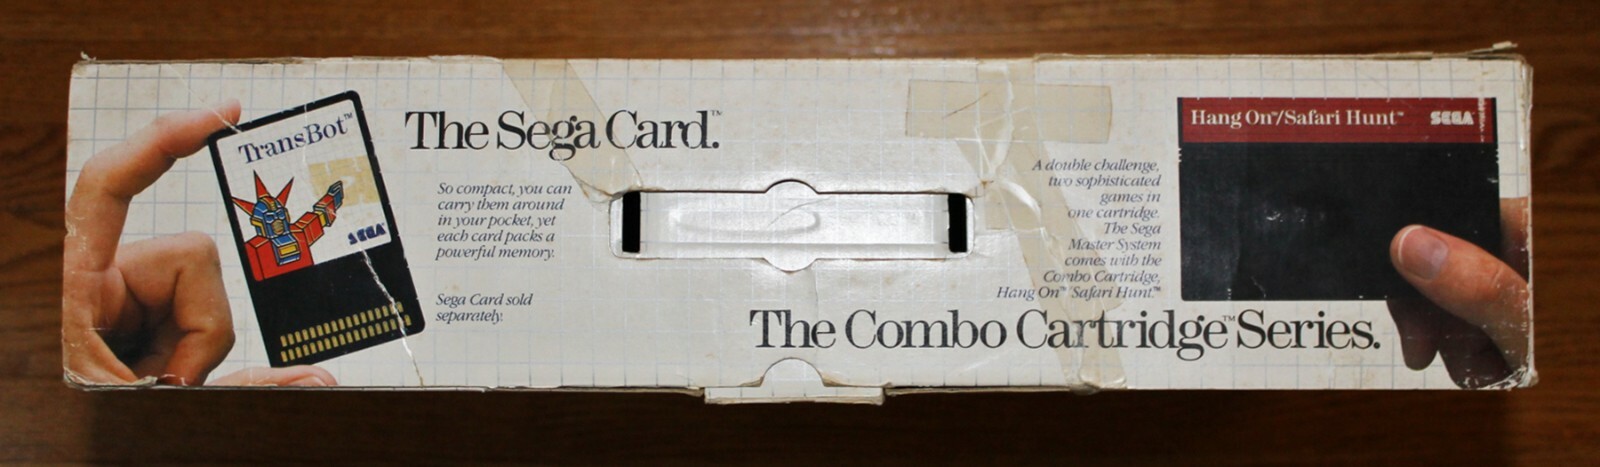 TransBot™
SEGA
The Sega Card.™
So compact, you can
carry them around
in your pocket, yet
each card packs a
powerful memory.
Sega Card sold
separately.
Hang On™/Safari Hunt™
SEGA
A double challenge,
two sophisticated
games in
one cartridge.
The Sega
Master System
comes with the
Combo Cartridge,
Hang On™ Safari Hunt.™
The Combo Cartridge™ Series.